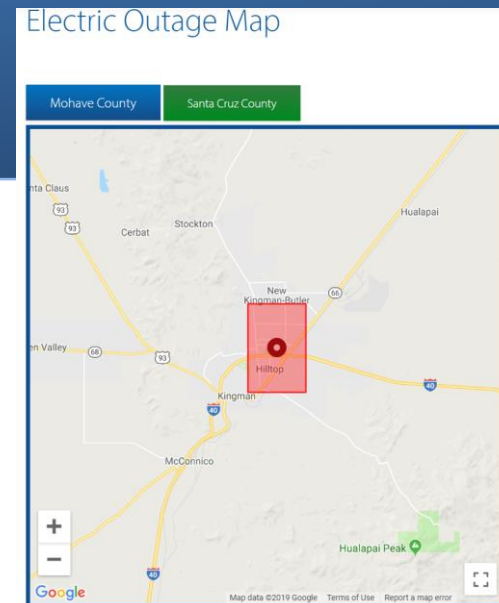 Electric Outage Map
Mohave County
Santa Cruz County
nta Claus
93
93
Cerbat
Stockton
Hualapai
New
Kingman-Butler
66
en Valley
68
93
Hilltop
Kingman
40
40
McConnico
Hualapai Peak
+
−
40
Google
Map data ©2019 Google Terms of Use Report a map error